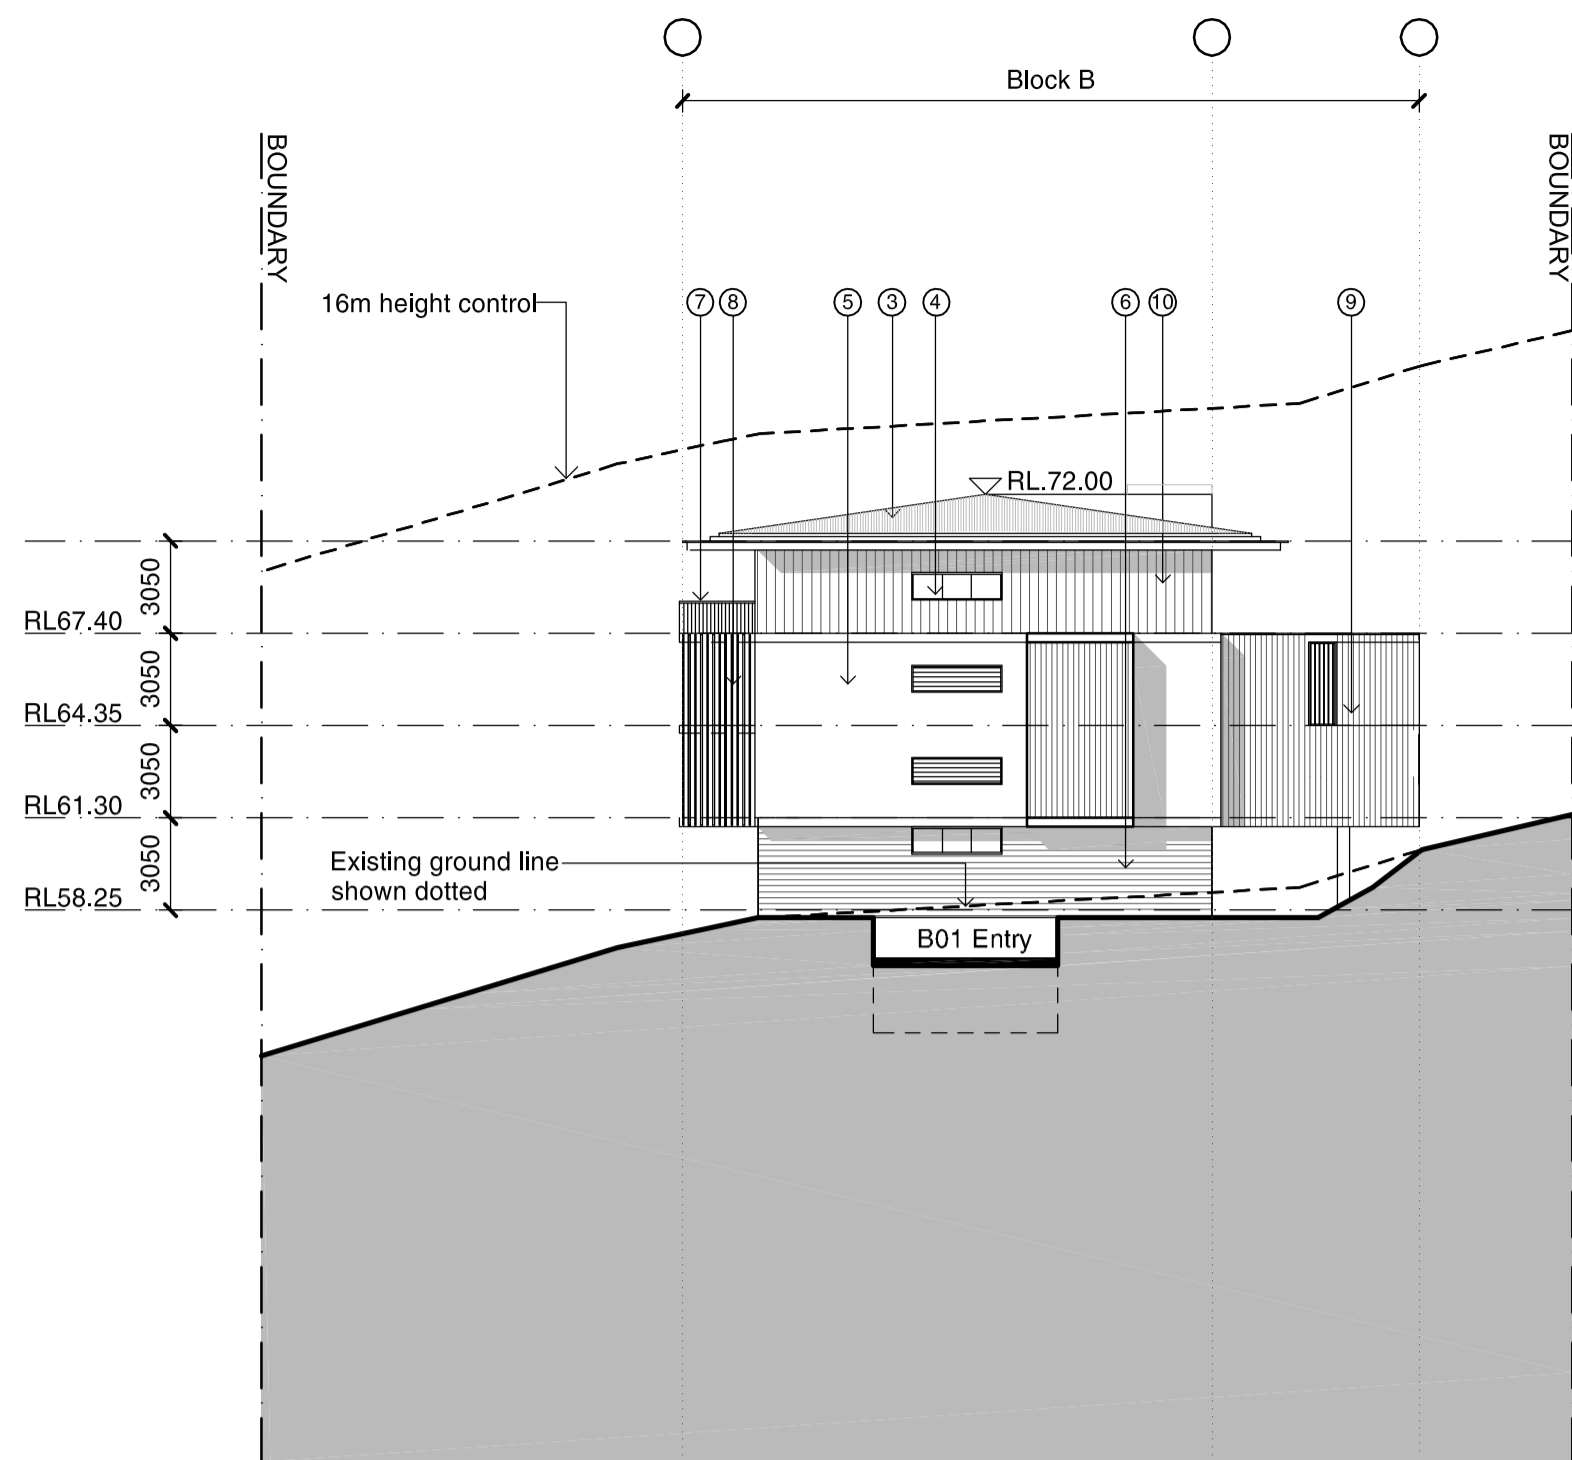 Block B
BOUNDARY
BOUNDARY
16m height control
7 8 5 3 4 6 10 9
RL.72.00
3050
RL67.40
3050
RL64.35
3050
RL61.30
3050
RL58.25
Existing ground line
shown dotted
B01 Entry